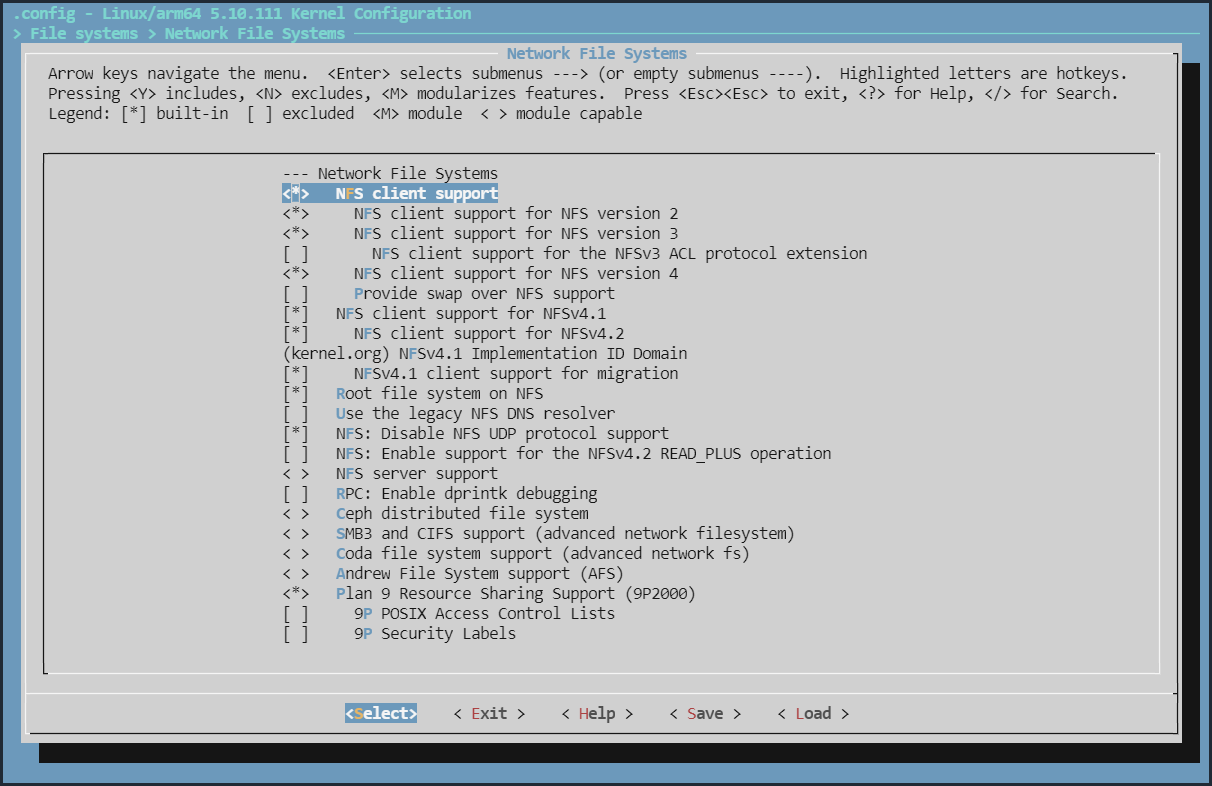 .config - Linux/arm64 5.10.111 Kernel Configuration
> File systems > Network File Systems
Network File Systems
Arrow keys navigate the menu.  <Enter> selects submenus ---> (or empty submenus ----).  Highlighted letters are hotkeys.
Pressing <Y> includes, <N> excludes, <M> modularizes features.  Press <Esc><Esc> to exit, <?> for Help, </> for Search.
Legend: [*] built-in  [ ] excluded  <M> module  < > module capable
--- Network File Systems
<*>   NFS client support
<*>     NFS client support for NFS version 2
<*>     NFS client support for NFS version 3
[ ]       NFS client support for the NFSv3 ACL protocol extension
<*>     NFS client support for NFS version 4
[ ]     Provide swap over NFS support
[*]   NFS client support for NFSv4.1
[*]     NFS client support for NFSv4.2
(kernel.org) NFSv4.1 Implementation ID Domain
[*]     NFSv4.1 client support for migration
[*]   Root file system on NFS
[ ]   Use the legacy NFS DNS resolver
[*]   NFS: Disable NFS UDP protocol support
[ ]   NFS: Enable support for the NFSv4.2 READ_PLUS operation
< >   NFS server support
[ ]   RPC: Enable dprintk debugging
< >   Ceph distributed file system
< >   SMB3 and CIFS support (advanced network filesystem)
< >   Coda file system support (advanced network fs)
< >   Andrew File System support (AFS)
<*>   Plan 9 Resource Sharing Support (9P2000)
[ ]     9P POSIX Access Control Lists
[ ]     9P Security Labels
<Select>    < Exit >    < Help >    < Save >    < Load >